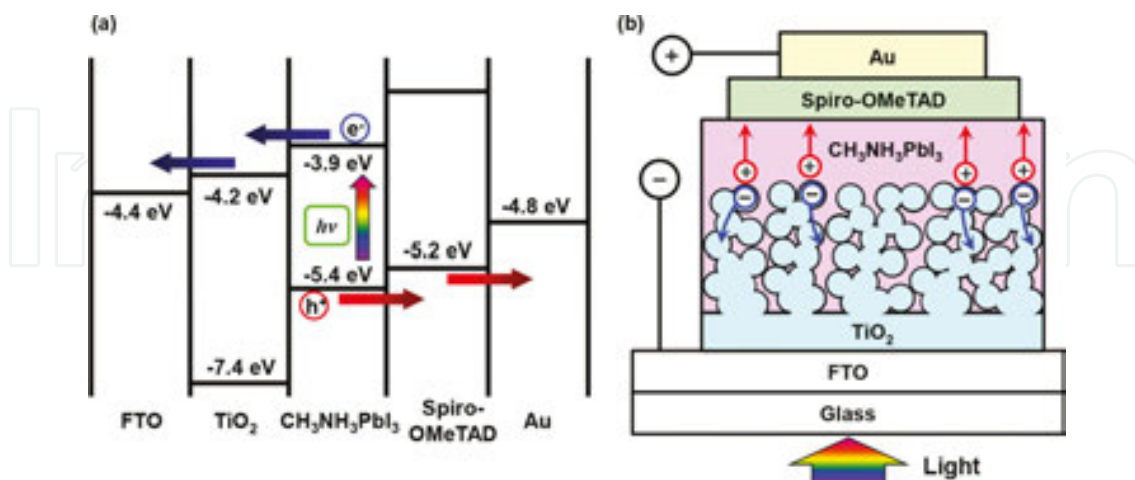 (a)
e-
-3.9 eV
-4.2 eV
-4.4 eV
hν
-4.8 eV
-5.2 eV
-5.4 eV
h+
-7.4 eV
FTO
TiO₂
CH₃NH₃PbI₃
Spiro-
OMeTAD
Au
(b)
+
Au
Spiro-OMeTAD
CH₃NH₃PbI₃
+ + + +
−
− − − −
TiO₂
FTO
Glass
Light